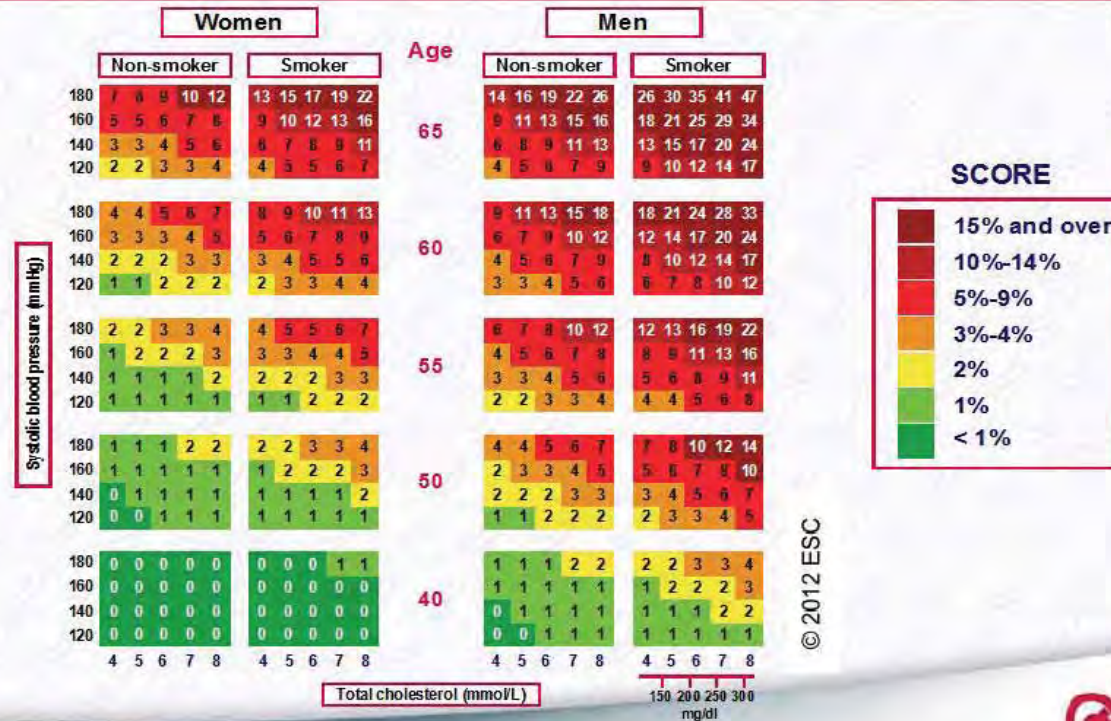 Women Men
Age
Non-smoker Smoker Non-smoker Smoker
180 7 8 9 10 12 13 15 17 19 22 14 16 19 22 26 26 30 35 41 47
160 5 5 6 7 8 9 10 12 13 16 9 11 13 15 16 18 21 25 29 34
65
140 3 3 4 5 6 6 7 8 9 11 6 8 9 11 13 13 15 17 20 24
120 2 2 3 3 4 4 5 5 6 7 4 5 6 7 9 9 10 12 14 17
180 4 4 5 6 7 8 9 10 11 13 9 11 13 15 18 18 21 24 28 33
160 3 3 3 4 5 5 6 7 8 9 6 7 9 10 12 12 14 17 20 24
60
140 2 2 2 3 3 3 4 5 5 6 4 5 6 7 9 8 10 12 14 17
120 1 1 2 2 2 2 3 3 4 4 3 3 4 5 6 6 7 8 10 12
180 2 2 3 3 4 4 5 5 6 7 6 7 8 10 12 12 13 16 19 22
160 1 2 2 2 3 3 3 4 4 5 4 5 6 7 8 8 9 11 13 16
55
140 1 1 1 1 2 2 2 2 3 3 3 3 4 5 6 5 6 8 9 11
120 1 1 1 1 1 1 1 2 2 2 2 2 3 3 4 4 4 5 6 8
180 1 1 1 2 2 2 2 3 3 4 4 4 5 6 7 7 8 10 12 14
160 1 1 1 1 1 1 2 2 2 3 2 3 3 4 5 5 6 7 8 10
50
140 0 1 1 1 1 1 1 1 1 2 2 2 2 3 3 3 4 5 6 7
120 0 0 1 1 1 1 1 1 1 1 1 1 2 2 2 2 3 3 4 5
180 0 0 0 0 0 0 0 0 1 1 1 1 1 2 2 2 2 3 3 4
160 0 0 0 0 0 0 0 0 0 0 1 1 1 1 1 1 2 2 2 3
40
140 0 0 0 0 0 0 0 0 0 0 0 1 1 1 1 1 1 1 2 2
120 0 0 0 0 0 0 0 0 0 0 0 0 1 1 1 1 1 1 1 1
4 5 6 7 8 4 5 6 7 8 4 5 6 7 8 4 5 6 7 8
Systolic blood pressure (mmHg)
Total cholesterol (mmol/L)
150 200 250 300
mg/dl
© 2012 ESC
SCORE
15% and over
10%-14%
5%-9%
3%-4%
2%
1%
< 1%